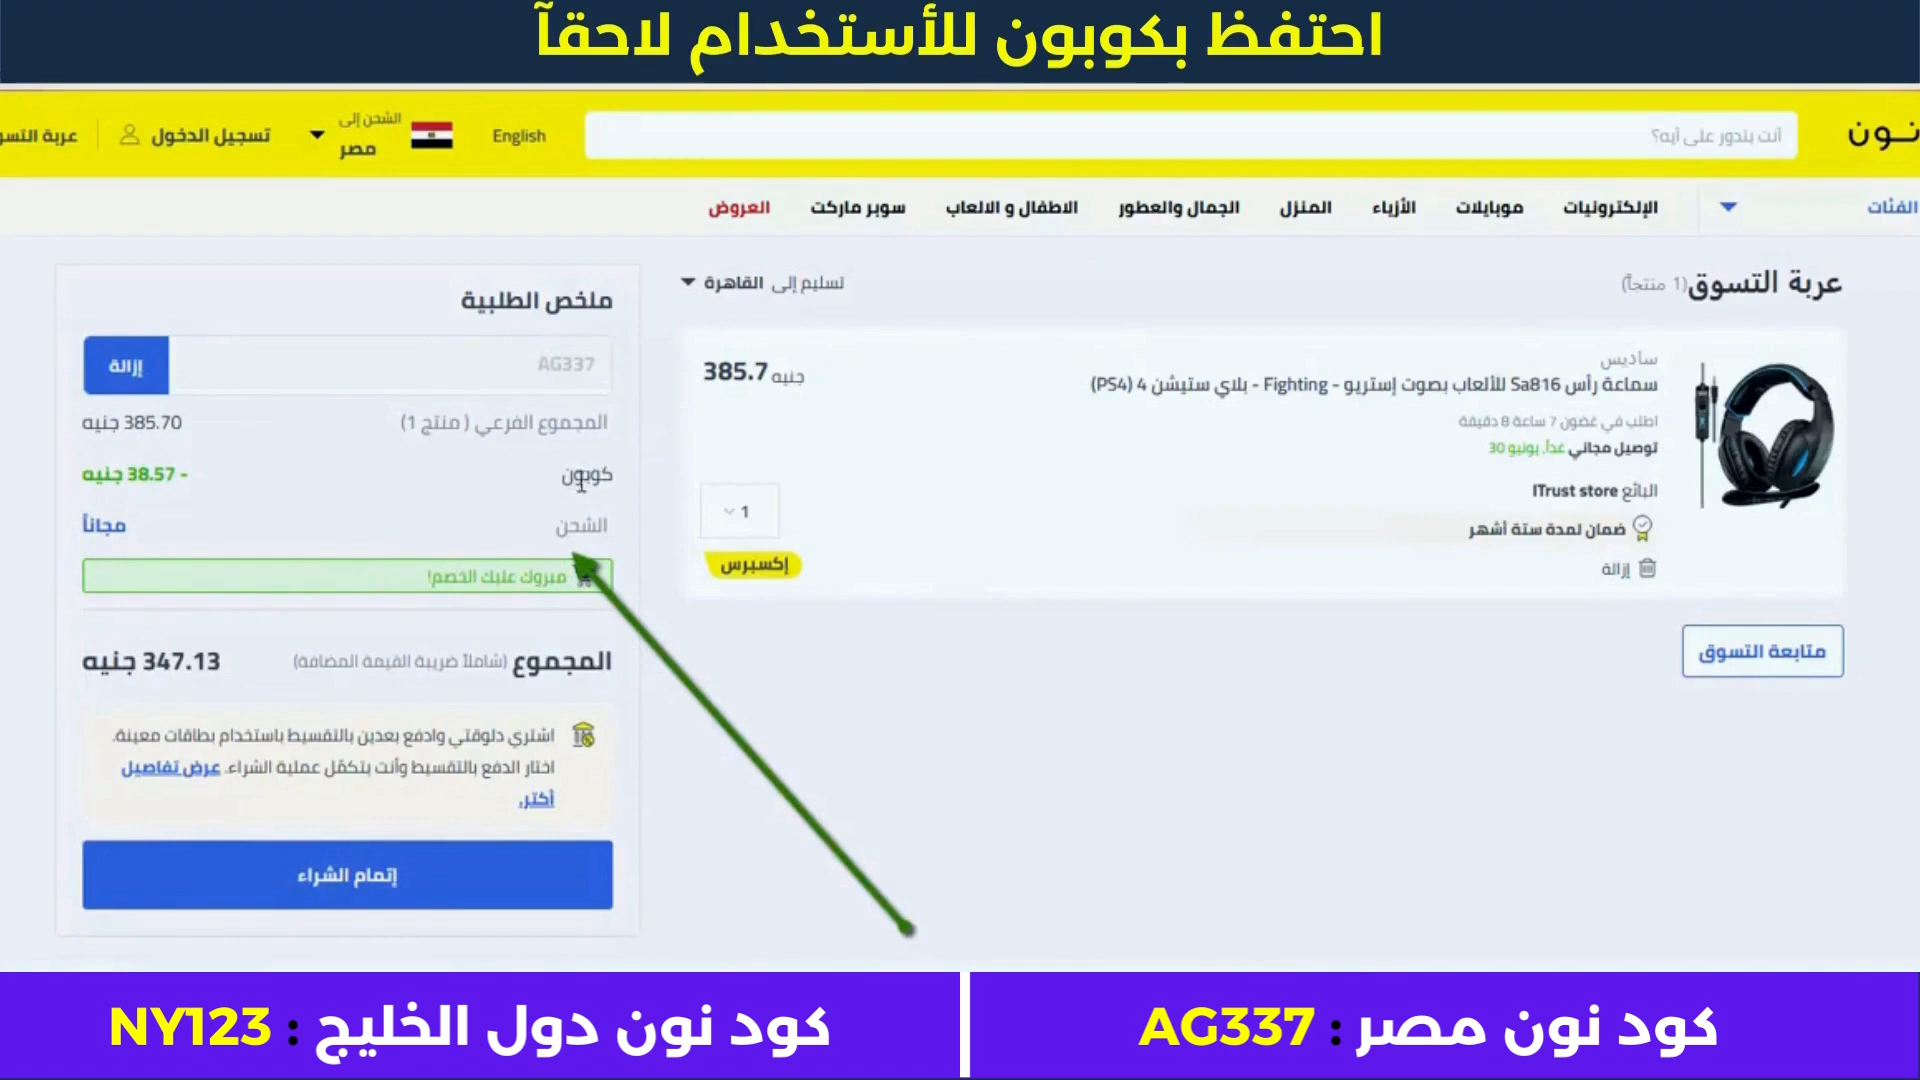 احتفظ بكوبون للأستخدام لاحقآ
نون
أنت بتدور على أيه؟
English
الشحن إلى
مصر
تسجيل الدخول
عربة التسو
الفئات
الإلكترونيات
موبايلات
الأزياء
المنزل
الجمال والعطور
الاطفال و الالعاب
سوبر ماركت
العروض
عربة التسوق (1 منتجاً)
تسليم إلى القاهرة
ساديس
سماعة رأس Sa816 للألعاب بصوت إستريو - Fighting - بلاي ستيشن 4 (PS4)
جنيه 385.7
اطلب في غضون 7 ساعة 8 دقيقة
توصيل مجاني غداً, يونيو 30
البائع ITrust store
ضمان لمدة ستة أشهر
إزالة
1
إكسبرس
متابعة التسوق
ملخص الطلبية
AG337
إزالة
المجموع الفرعي ( منتج 1) 385.70 جنيه
كوبون - 38.57 جنيه
الشحن مجاناً
مبروك عليك الخصم!
المجموع (شاملاً ضريبة القيمة المضافة) 347.13 جنيه
اشتري دلوقتي وادفع بعدين بالتقسيط باستخدام بطاقات معينة.
اختار الدفع بالتقسيط وأنت بتكمّل عملية الشراء. عرض تفاصيل
أكتر.
إتمام الشراء
كود نون مصر : AG337
كود نون دول الخليج : NY123